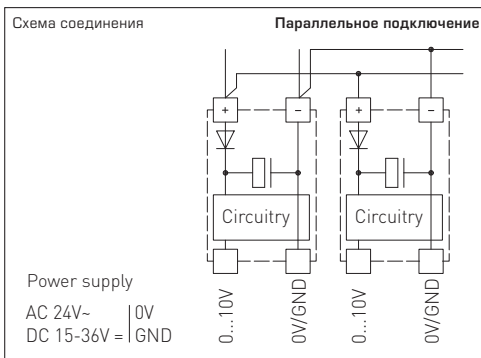 Схема соединения
Параллельное подключение
+ − + −
Circuitry Circuitry
Power supply
AC 24V~ | 0V
DC 15-36V = | GND
0...10V
0V/GND
0...10V
0V/GND